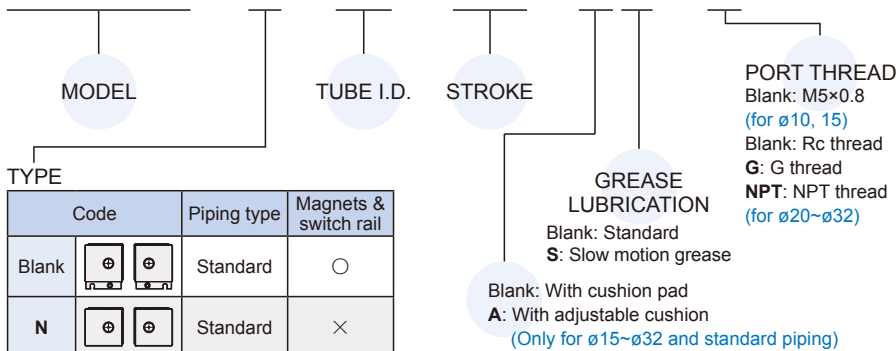 MODEL
TUBE I.D.
STROKE
PORT THREAD
Blank: M5×0.8
(for ø10, 15)
Blank: Rc thread
G: G thread
NPT: NPT thread
(for ø20~ø32)
GREASE
LUBRICATION
Blank: Standard
S: Slow motion grease
Blank: With cushion pad
A: With adjustable cushion
(Only for ø15~ø32 and standard piping)
TYPE
Code Piping type Magnets &
switch rail
Blank Standard ○
N Standard ×